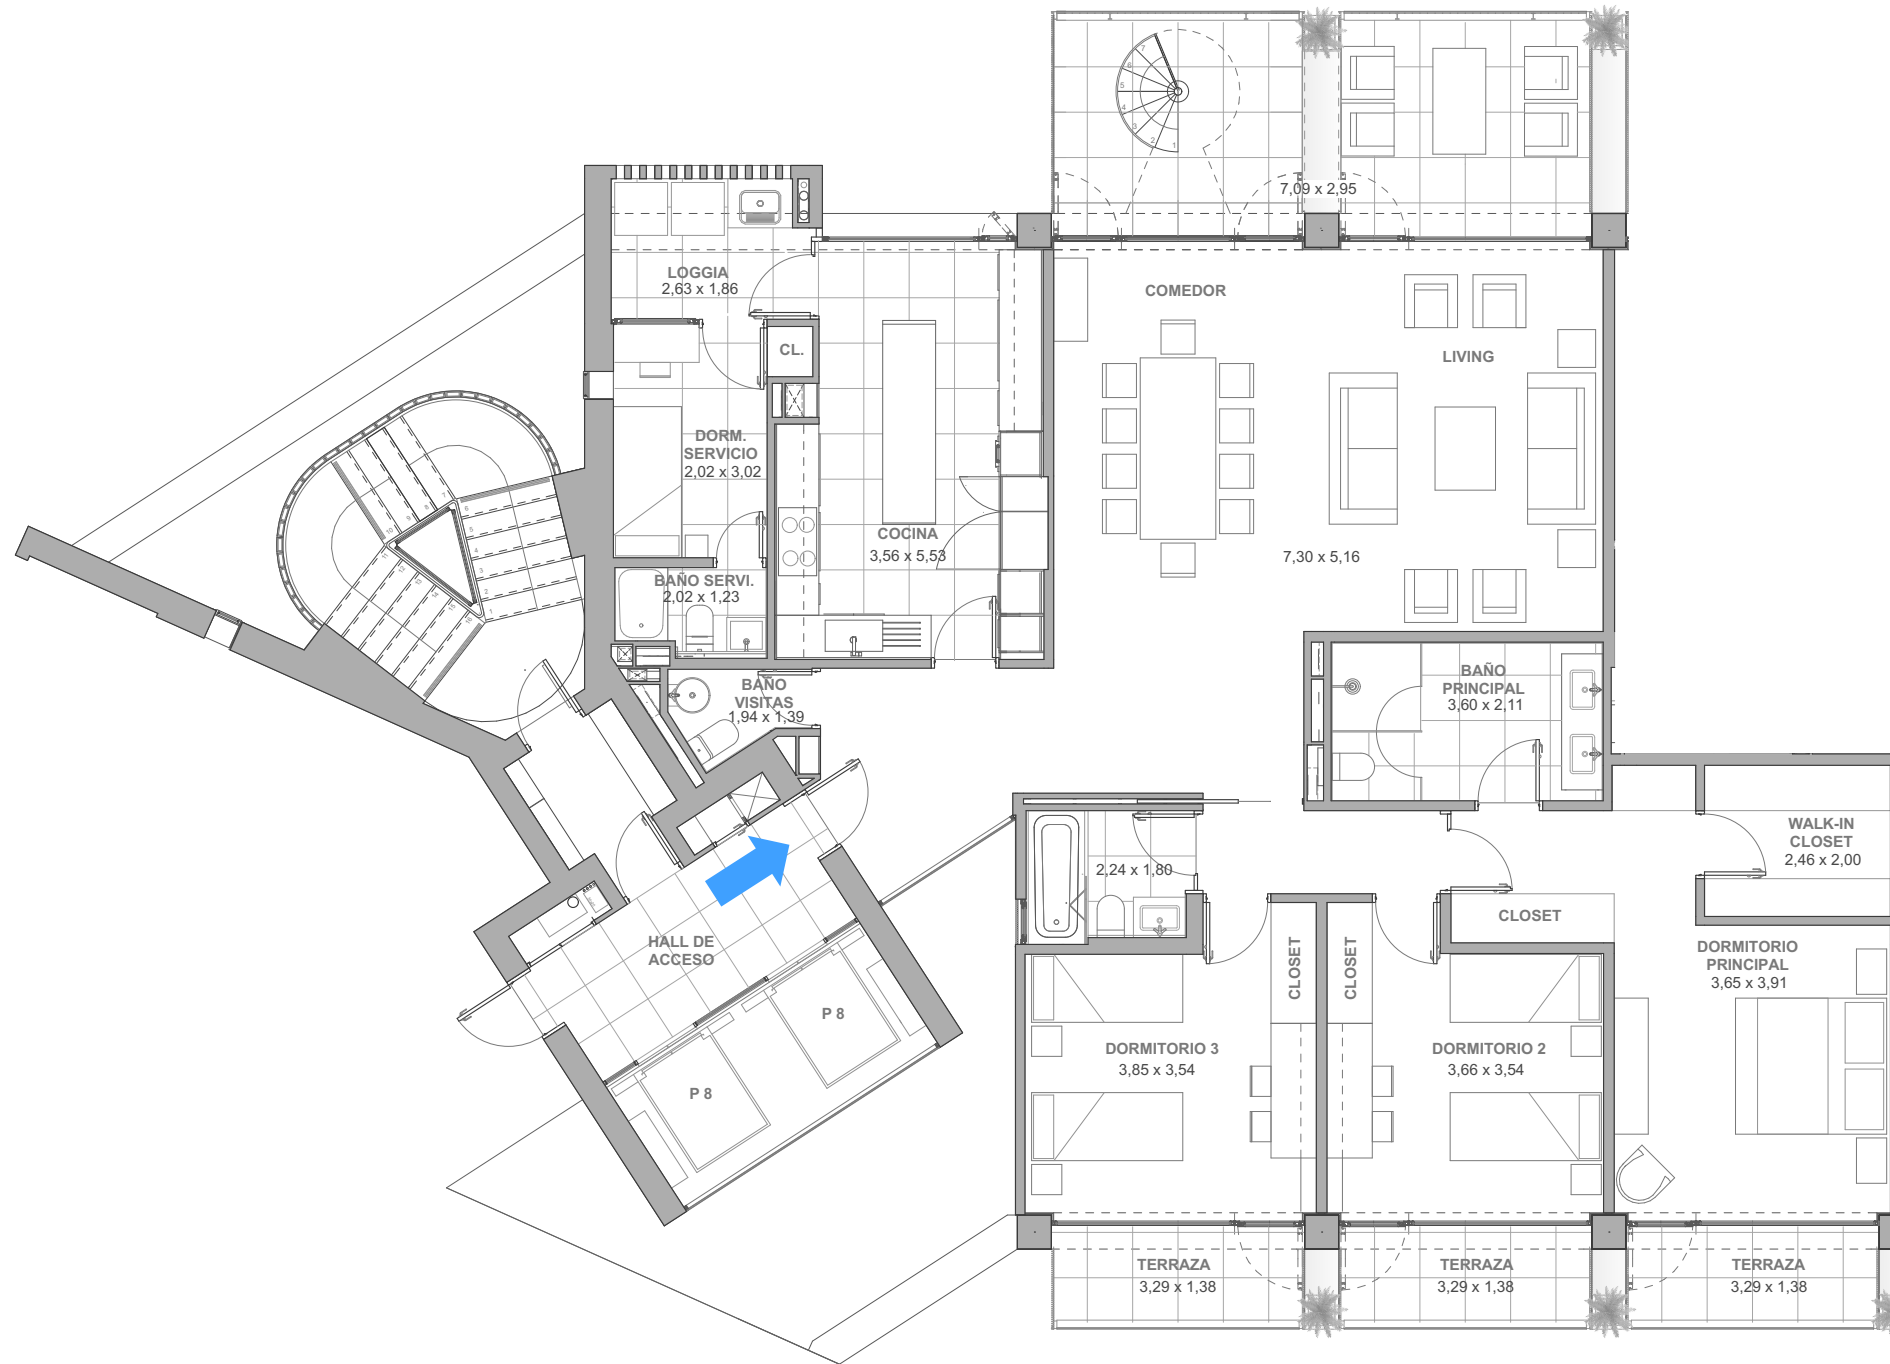 7,09 x 2,95
LOGGIA
2,63 x 1,86
COMEDOR
LIVING
CL.
DORM.
SERVICIO
2,02 x 3,02
COCINA
3,56 x 5,53
7,30 x 5,16
BAÑO SERVI.
2,02 x 1,23
BAÑO
VISITAS
1,94 x 1,39
BAÑO
PRINCIPAL
3,60 x 2,11
WALK-IN
CLOSET
2,46 x 2,00
2,24 x 1,80
CLOSET
HALL DE
ACCESO
CLOSET
CLOSET
DORMITORIO
PRINCIPAL
3,65 x 3,91
P 8
P 8
DORMITORIO 3
3,85 x 3,54
DORMITORIO 2
3,66 x 3,54
TERRAZA
3,29 x 1,38
TERRAZA
3,29 x 1,38
TERRAZA
3,29 x 1,38